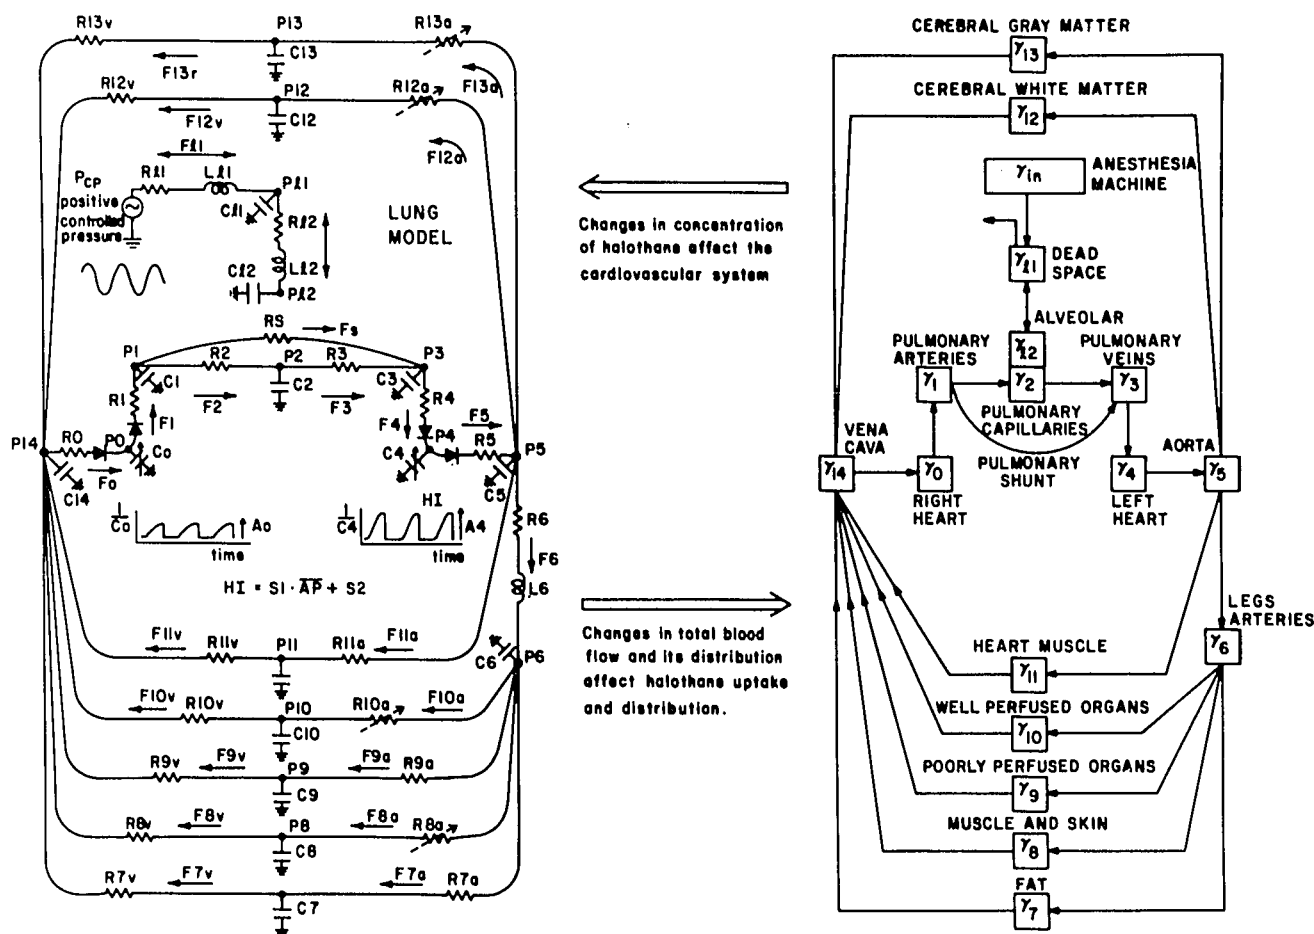 R13v
P13
R13a
C13
F13r
F13a
R12v
P12
R12a
C12
F12v
F12a
Fℓ1
Rℓ1
Lℓ1
Pℓ1
PCP
positive
controlled
pressure
Cℓ1
Rℓ2
LUNG
MODEL
Lℓ2
Cℓ2
Pℓ2
RS
Fs
P1
R2
P2
R3
P3
C1
C2
C3
R1
R4
F1
F2
F3
F4
F5
P14
R0
P0
P4
R5
P5
C0
C4
C5
C14
F0
HI
1/C0
A0
time
1/C4
A4
time
R6
F6
L6
HI = S1 · AP + S2
C6
P6
F11v
R11v
P11
R11a
F11a
F10v
R10v
P10
R10a
F10a
C10
F9v
R9v
P9
F9a
R9a
C9
R8v
F8v
P8
F8a
R8a
C8
R7v
F7v
F7a
R7a
C7
Changes in concentration
of halothane affect the
cardiovascular system
Changes in total blood
flow and its distribution
affect halothane uptake
and distribution.
CEREBRAL GRAY MATTER
γ13
CEREBRAL WHITE MATTER
γ12
γin
ANESTHESIA
MACHINE
γℓ1
DEAD
SPACE
ALVEOLAR
γℓ2
PULMONARY
ARTERIES
γ1
γ2
PULMONARY
VEINS
γ3
PULMONARY
CAPILLARIES
VENA
CAVA
γ14
γ0
RIGHT
HEART
PULMONARY
SHUNT
γ4
LEFT
HEART
AORTA
γ5
LEGS
ARTERIES
γ6
HEART MUSCLE
γ11
WELL PERFUSED ORGANS
γ10
POORLY PERFUSED ORGANS
γ9
MUSCLE AND SKIN
γ8
FAT
γ7